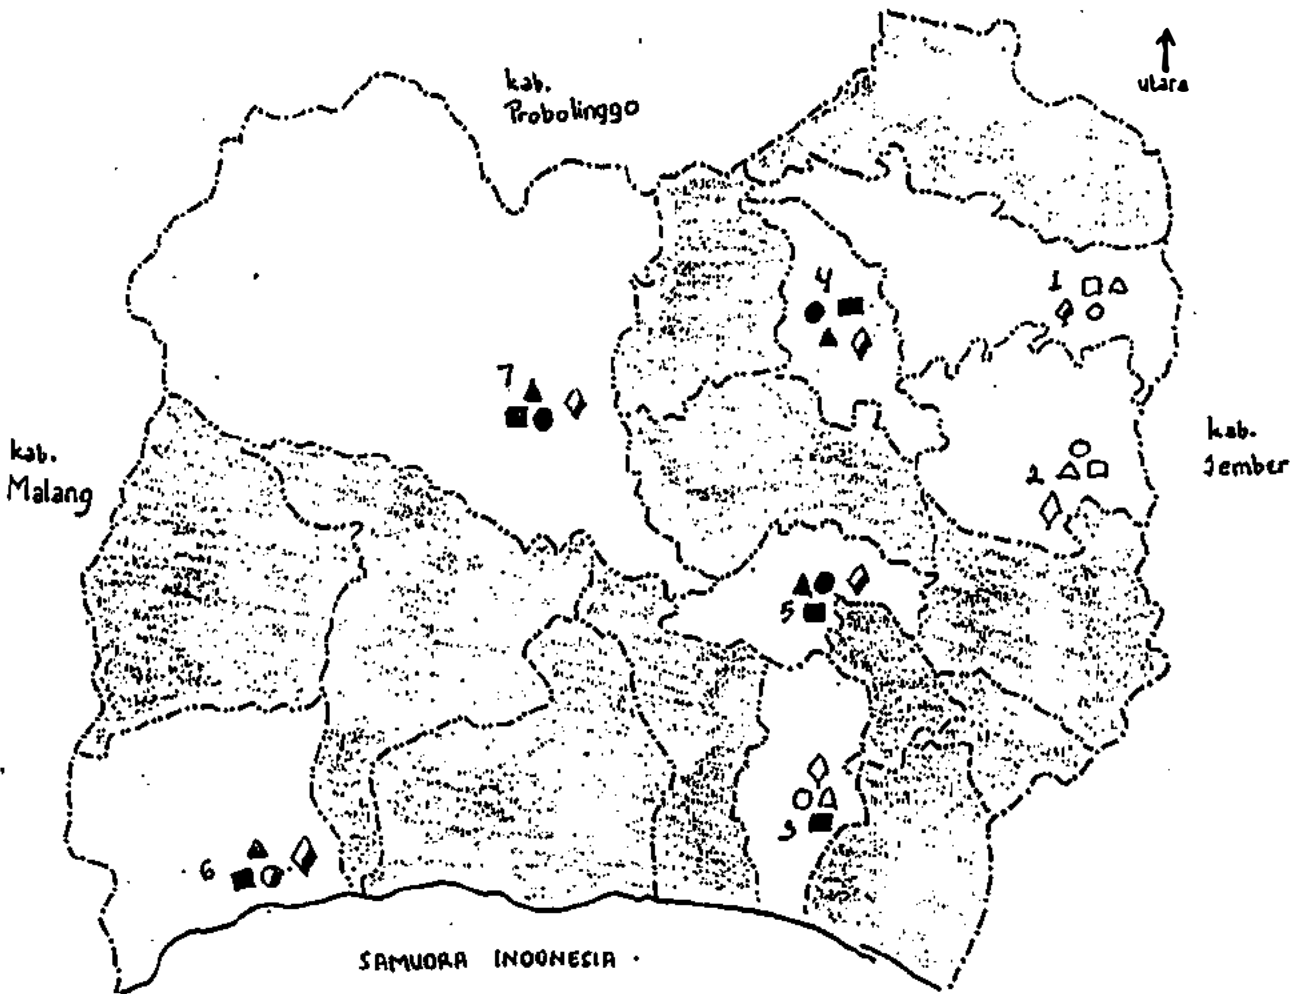 kab.
Probolinggo
utara
1
4
7
kab.
Malang
kab.
Jember
2
5
3
6
SAMUDRA INDONESIA